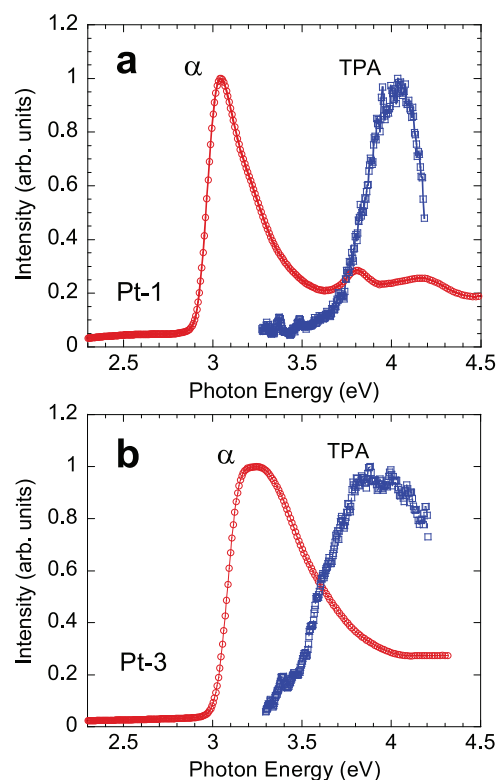 1.2
a
α
TPA
1
0.8
0.6
0.4
0.2
0
Intensity (arb. units)
Pt-1
2.5 3 3.5 4 4.5
Photon Energy (eV)
1.2
b
α
TPA
1
0.8
0.6
0.4
0.2
0
Intensity (arb. units)
Pt-3
2.5 3 3.5 4 4.5
Photon Energy (eV)